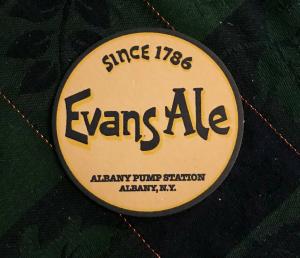 SINCE 1786
Evans Ale
ALBANY PUMP STATION
ALBANY, N.Y.